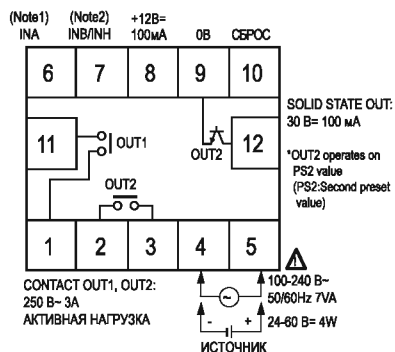 (Note1) (Note2) +12В=
INA INB/INH 100мА 0В СБРОС
6 7 8 9 10
SOLID STATE OUT:
30 В= 100 мА
11 OUT1 OUT2 12
*OUT2 operates on
PS2 value
(PS2:Second preset
value)
OUT2
1 2 3 4 5
CONTACT OUT1, OUT2:
250 В~ 3А
АКТИВНАЯ НАГРУЗКА
100-240 В~
50/60Hz 7VA
- +
24-60 В= 4W
ИСТОЧНИК